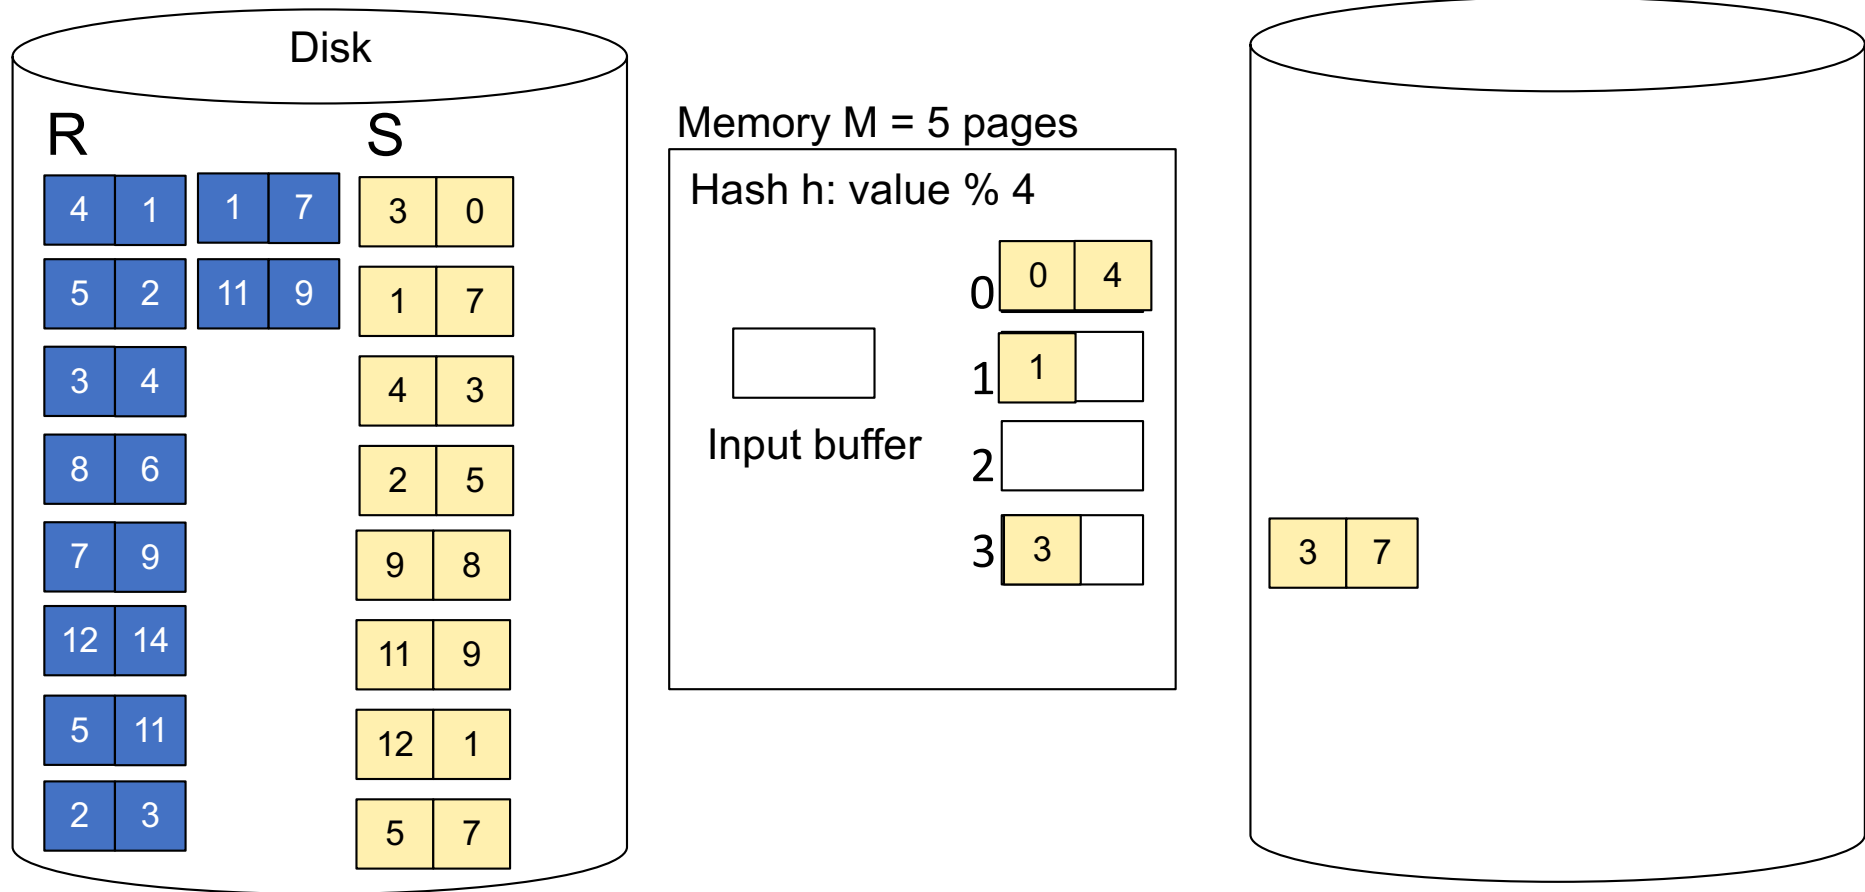 Disk
R S
4 1 1 7 3 0
5 2 11 9 1 7
3 4 4 3
8 6 2 5
7 9 9 8
12 14 11 9
5 11 12 1
2 3 5 7
Memory M = 5 pages
Hash h: value % 4
0 0 4
1 1
Input buffer
2
3 3
3 7